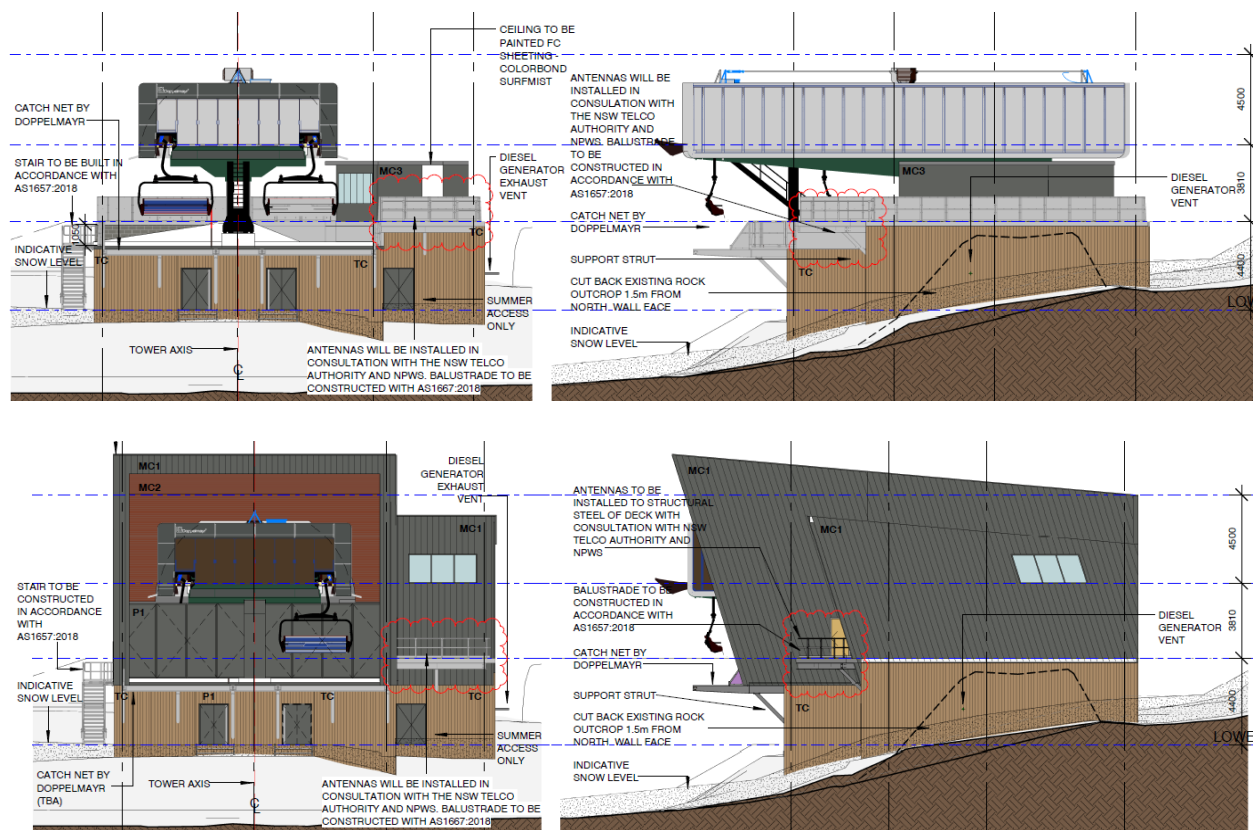 CEILING TO BE
PAINTED FC
SHEETING -
COLORBOND
SURFMIST
CATCH NET BY
DOPPELMAYR
STAIR TO BE BUILT IN
ACCORDANCE WITH
AS1657:2018
INDICATIVE
SNOW LEVEL
1050
TC
MC3
TC
DIESEL
GENERATOR
EXHAUST
VENT
SUMMER
ACCESS
ONLY
TOWER AXIS
CL
ANTENNAS WILL BE INSTALLED IN
CONSULTATION WITH THE NSW TELCO
AUTHORITY AND NPWS. BALUSTRADE TO BE
CONSTRUCTED WITH AS1667:2018
ANTENNAS WILL BE
INSTALLED IN
CONSULATION WITH
THE NSW TELCO
AUTHORITY AND
NPWS. BALUSTRADE
TO BE
CONSTRUCTED IN
ACCORDANCE WITH
AS1657:2018
CATCH NET BY
DOPPELMAYR
SUPPORT STRUT
CUT BACK EXISTING ROCK
OUTCROP 1.5m FROM
NORTH WALL FACE
INDICATIVE
SNOW LEVEL
MC3
TC
DIESEL
GENERATOR
VENT
4500
3810
4400
LOW
MC1
MC2
MC1
P1
DIESEL
GENERATOR
EXHAUST
VENT
STAIR TO BE
CONSTRUCTED
IN ACCORDANCE
WITH
AS1657:2018
INDICATIVE
SNOW LEVEL
TC
P1
TC
TC
CATCH NET BY
DOPPELMAYR
(TBA)
TOWER AXIS
CL
SUMMER
ACCESS
ONLY
ANTENNAS WILL BE INSTALLED IN
CONSULTATION WITH THE NSW TELCO
AUTHORITY AND NPWS. BALUSTRADE TO BE
CONSTRUCTED WITH AS1667:2018
ANTENNAS TO BE
INSTALLED TO STRUCTURAL
STEEL OF DECK WITH
CONSULTATION WITH NSW
TELCO AUTHORITY AND
NPWS
BALUSTRADE TO BE
CONSTRUCTED IN
ACCORDANCE WITH
AS1657:2018
CATCH NET BY
DOPPELMAYR
SUPPORT STRUT
CUT BACK EXISTING ROCK
OUTCROP 1.5m FROM
NORTH WALL FACE
INDICATIVE
SNOW LEVEL
MC1
MC1
TC
DIESEL
GENERATOR
VENT
4500
3810
4400
LOWE